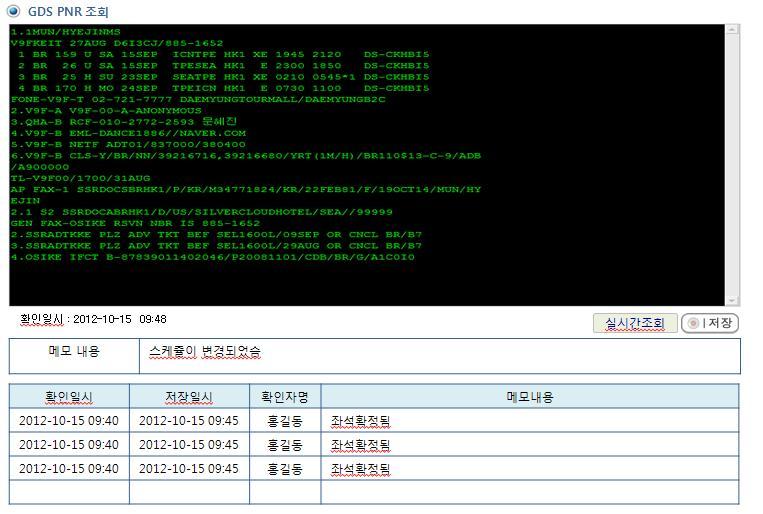 GDS PNR 조회
1.1MUN/HYEJINMS
V9FKEIT 27AUG D6I3CJ/885-1652
1 BR 159 U SA 15SEP ICNTPE HK1 XE 1945 2120 DS-CKHBI5
2 BR 26 U SA 15SEP TPESEA HK1 E 2300 1850 DS-CKHBI5
3 BR 25 H SU 23SEP SEATPE HK1 XE 0210 0545*1 DS-CKHBI5
4 BR 170 H MO 24SEP TPEICN HK1 E 0730 1100 DS-CKHBI5
FONE-V9F-T 02-721-7777 DAEMYUNGTOURMALL/DAEMYUNGB2C
2.V9F-A V9F-00-A-ANONYMOUS
3.QHA-B RCF-010-2772-2593 문혜진
4.V9F-B EML-DANCE1886//NAVER.COM
5.V9F-B NETF ADT01/837000/380400
6.V9F-B CLS-Y/BR/NN/39216716,39216680/YRT(1M/H)/BR110$13-C-9/ADB
/A900000
TL-V9F00/1700/31AUG
AP FAX-1 SSRDOCSBRHK1/P/KR/M34771824/KR/22FEB81/F/19OCT14/MUN/HY
EJIN
2.1 S2 SSRDOCABRHK1/D/US/SILVERCLOUDHOTEL/SEA//99999
GEN FAX-OSIKE RSVN NBR IS 885-1652
2.SSRADTKKE PLZ ADV TKT BEF SEL1600L/09SEP OR CNCL BR/B7
3.SSRADTKKE PLZ ADV TKT BEF SEL1600L/29AUG OR CNCL BR/B7
4.OSIKE IFCT B-87839011402046/P20081101/CDB/BR/G/A1C0I0
확인일시 : 2012-10-15 09:48 실시간조회 저장
메모 내용 스케쥴이 변경되었슴
확인일시 저장일시 확인자명 메모내용
2012-10-15 09:40 2012-10-15 09:45 홍길동 좌석확정됨
2012-10-15 09:40 2012-10-15 09:45 홍길동 좌석확정됨
2012-10-15 09:40 2012-10-15 09:45 홍길동 좌석확정됨